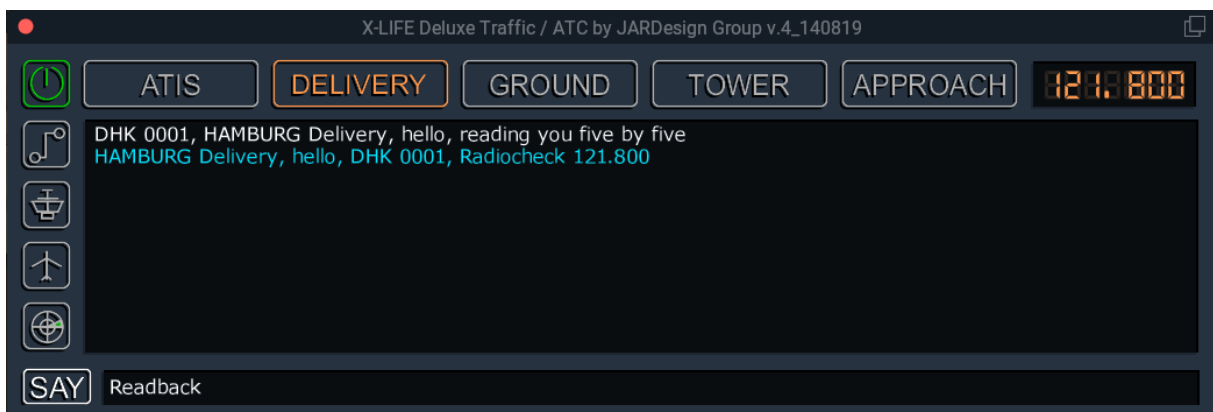 X-LIFE Deluxe Traffic / ATC by JARDesign Group v.4_140819
ATIS DELIVERY GROUND TOWER APPROACH 121.800
DHK 0001, HAMBURG Delivery, hello, reading you five by five
HAMBURG Delivery, hello, DHK 0001, Radiocheck 121.800
SAY Readback